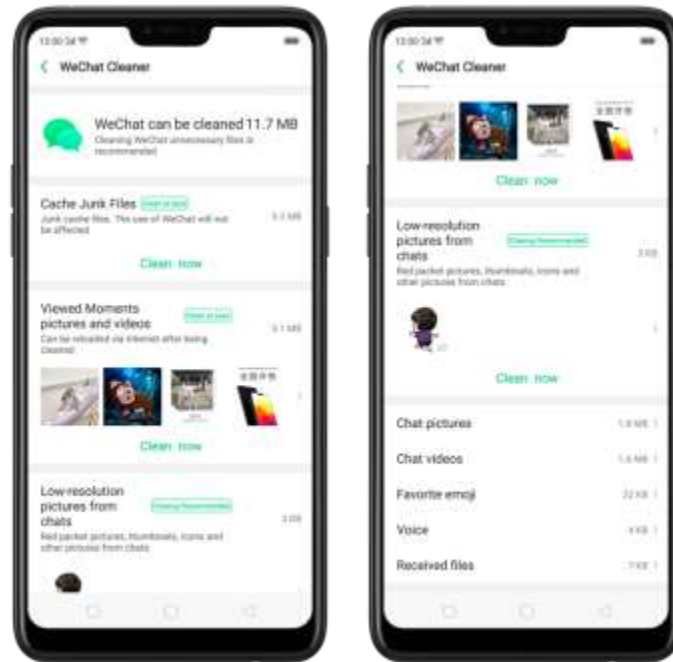 WeChat Cleaner
WeChat can be cleaned 11.7 MB
Cleaning WeChat unnecessary files is
recommended
Cache Junk Files
Junk cache files. The use of WeChat will not
be affected
Clean now
Viewed Moments
pictures and videos
Can be reloaded via Internet after being
cleaned
Clean now
Low-resolution
pictures from
chats
Cleaning Recommended
Red packet pictures, thumbnails, icons and
other pictures from chats
WeChat Cleaner
Clean now
Low-resolution
pictures from
chats
Cleaning Recommended
Red packet pictures, thumbnails, icons and
other pictures from chats
Clean now
Chat pictures
Chat videos
Favorite emoji
22 KB
Voice
Received files